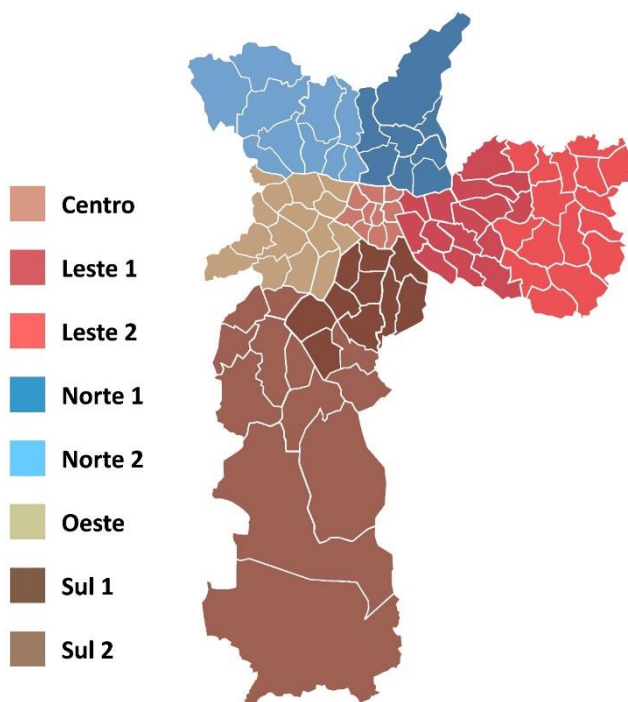 Centro
Leste 1
Leste 2
Norte 1
Norte 2
Oeste
Sul 1
Sul 2